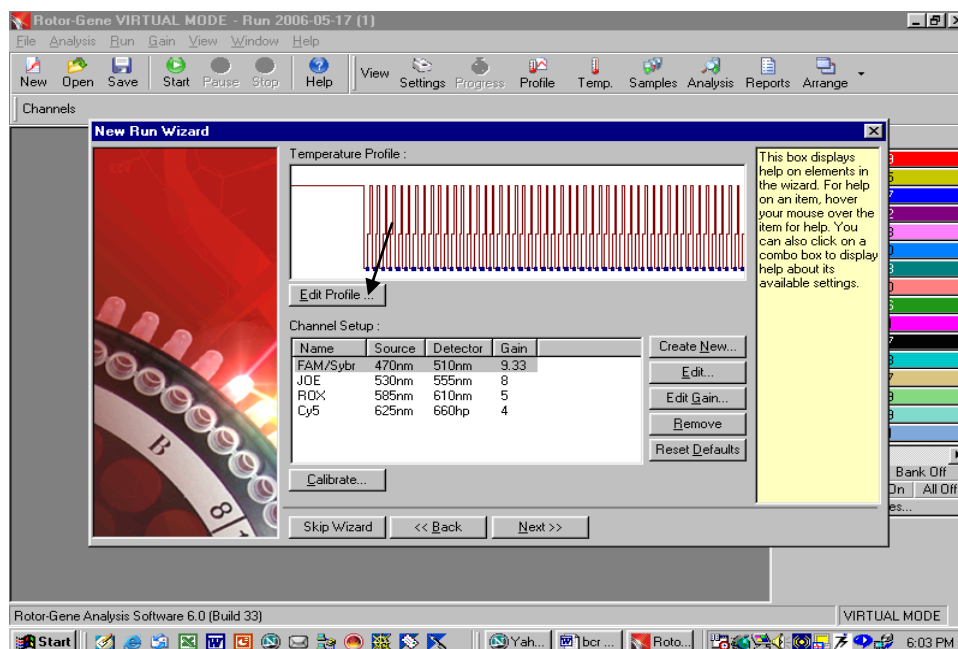 Rotor-Gene VIRTUAL MODE - Run 2006-05-17 (1)
File Analysis Run Gain View Window Help
New Open Save Start Pause Stop Help View Settings Progress Profile Temp. Samples Analysis Reports Arrange
Channels
New Run Wizard
Temperature Profile :
This box displays
help on elements in
the wizard. For help
on an item, hover
your mouse over the
item for help. You
can also click on a
combo box to display
help about its
available settings.
Edit Profile ...
Channel Setup :
Name Source Detector Gain
FAM/Sybr 470nm 510nm 9.33
JOE 530nm 555nm 8
ROX 585nm 610nm 5
Cy5 625nm 660hp 4
Create New...
Edit...
Edit Gain...
Remove
Reset Defaults
B
8
Calibrate...
Skip Wizard << Back Next >>
Bank Off
On All Off
es...
Rotor-Gene Analysis Software 6.0 (Build 33) VIRTUAL MODE
Start Yah... bcr ... Roto... 6:03 PM